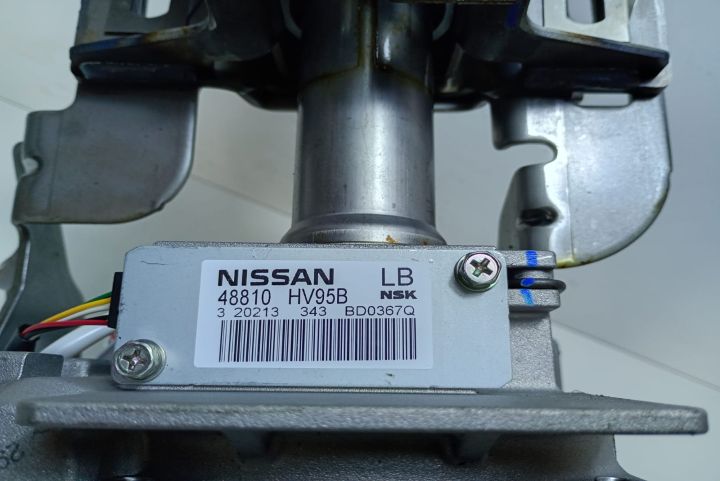 NISSAN LB
48810 HV95B NSK
3 20213 343 BD0367Q